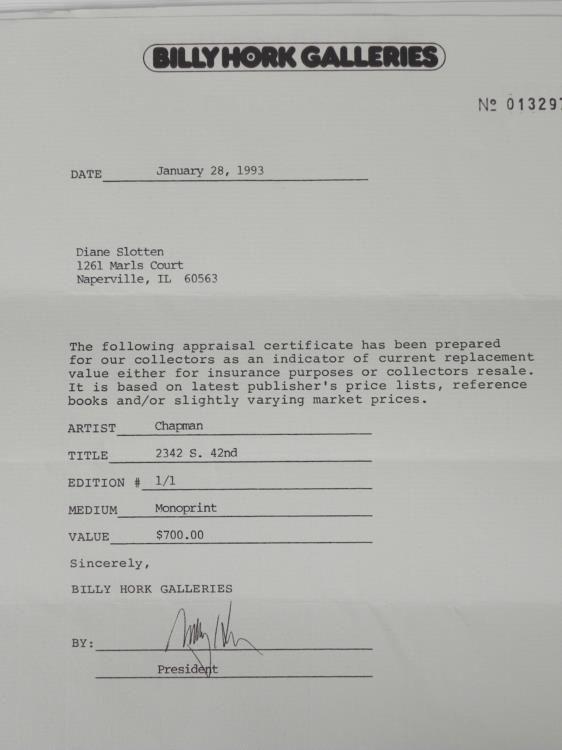 BILLY HORK GALLERIES
Nº 013297
DATE January 28, 1993
Diane Slotten
1261 Marls Court
Naperville, IL 60563
The following appraisal certificate has been prepared
for our collectors as an indicator of current replacement
value either for insurance purposes or collectors resale.
It is based on latest publisher's price lists, reference
books and/or slightly varying market prices.
ARTIST Chapman
TITLE 2342 S. 42nd
EDITION # 1/1
MEDIUM Monoprint
VALUE $700.00
Sincerely,
BILLY HORK GALLERIES
BY:
President